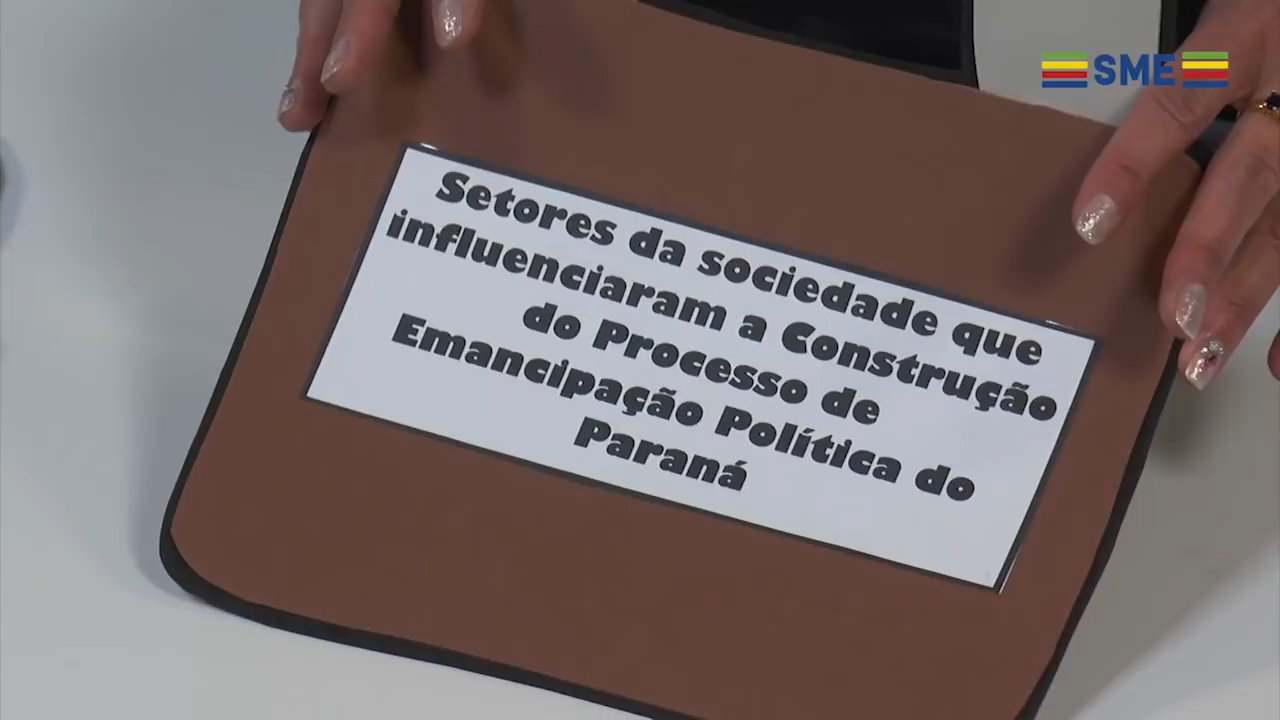 SME
Setores da sociedade que
influenciaram a Construção
do Processo de
Emancipação Política do
Paraná